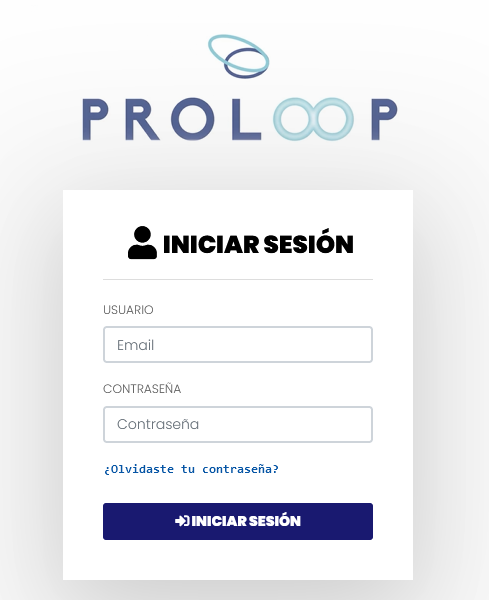 PROLOOP
INICIAR SESIÓN
USUARIO
Email
CONTRASEÑA
Contraseña
¿Olvidaste tu contraseña?
INICIAR SESIÓN